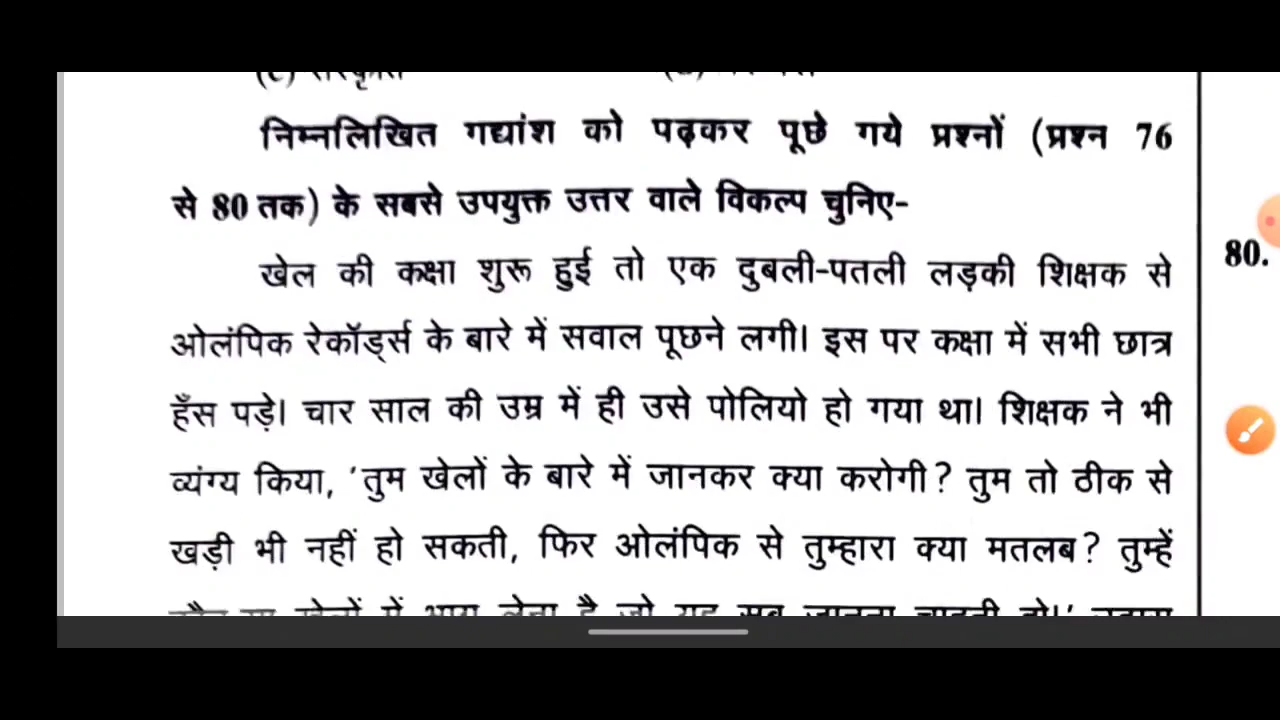 निम्नलिखित गद्यांश को पढ़कर पूछे गये प्रश्नों (प्रश्न 76
से 80 तक) के सबसे उपयुक्त उत्तर वाले विकल्प चुनिए-
खेल की कक्षा शुरू हुई तो एक दुबली-पतली लड़की शिक्षक से
80.
ओलंपिक रेकॉर्ड्स के बारे में सवाल पूछने लगी। इस पर कक्षा में सभी छात्र
हँस पड़े। चार साल की उम्र में ही उसे पोलियो हो गया था। शिक्षक ने भी
व्यंग्य किया, 'तुम खेलों के बारे में जानकर क्या करोगी? तुम तो ठीक से
खड़ी भी नहीं हो सकती, फिर ओलंपिक से तुम्हारा क्या मतलब? तुम्हें